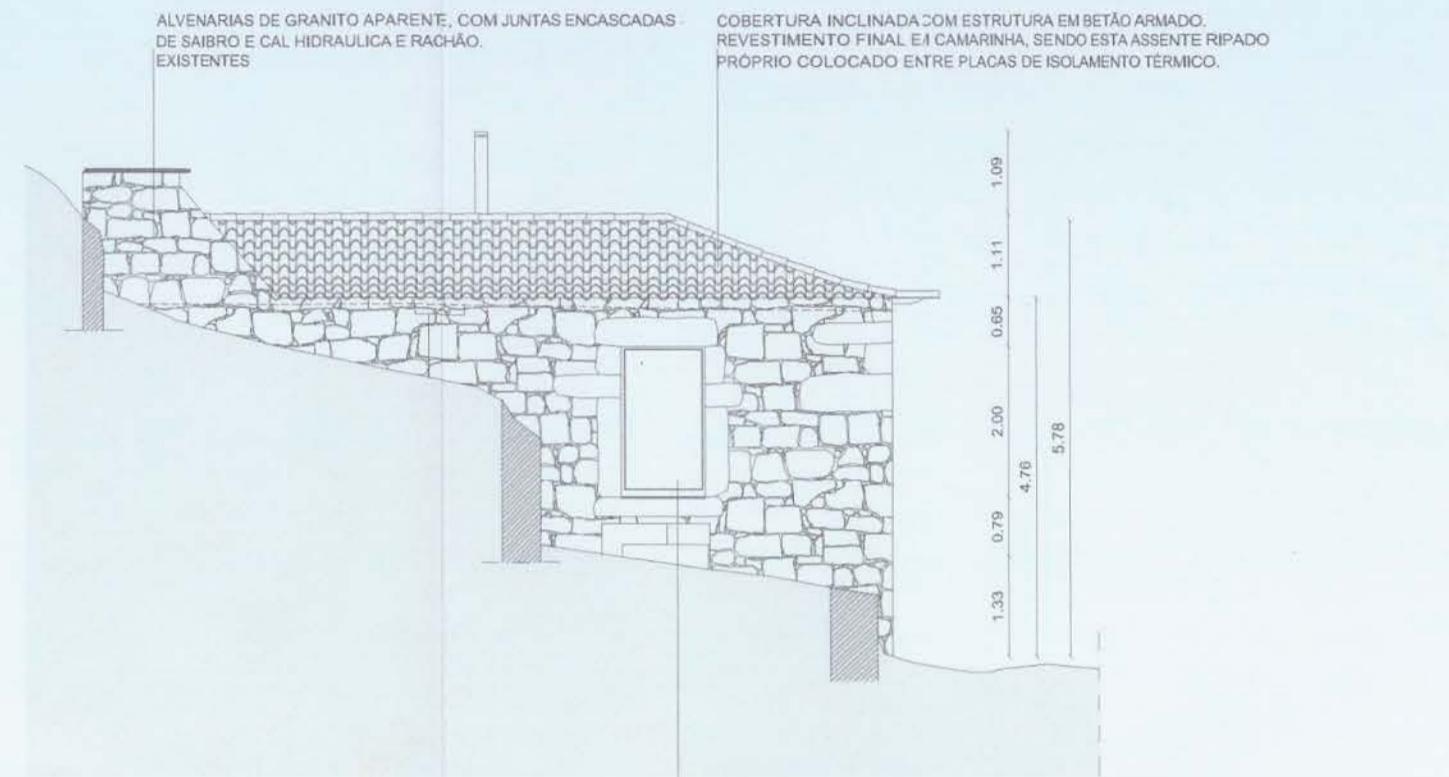 ALVENARIAS DE GRANITO APARENTE, COM JUNTAS ENCASCADAS
DE SAIBRO E CAL HIDRAULICA E RACHÃO.
EXISTENTES
COBERTURA INCLINADA COM ESTRUTURA EM BETÃO ARMADO.
REVESTIMENTO FINAL EM CAMARINHA, SENDO ESTA ASSENTE RIPADO
PRÓPRIO COLOCADO ENTRE PLACAS DE ISOLAMENTO TÉRMICO.
1.09
1.11
0.65
2.00
0.79
1.33
4.76
5.78